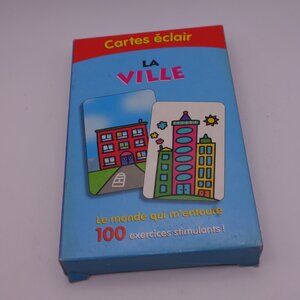 Cartes éclair
LA
VILLE
Le monde qui m'entoure
100 exercices stimulants!